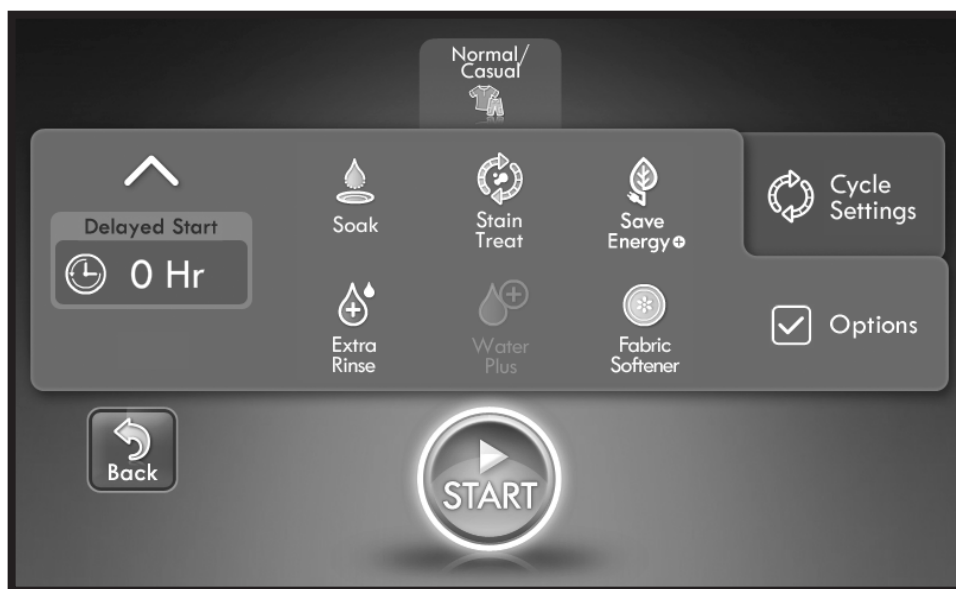 Normal/
Casual
Delayed Start
0 Hr
Soak
Stain
Treat
Save
Energy+
Extra
Rinse
Water
Plus
Fabric
Softener
Cycle
Settings
Options
Back
START